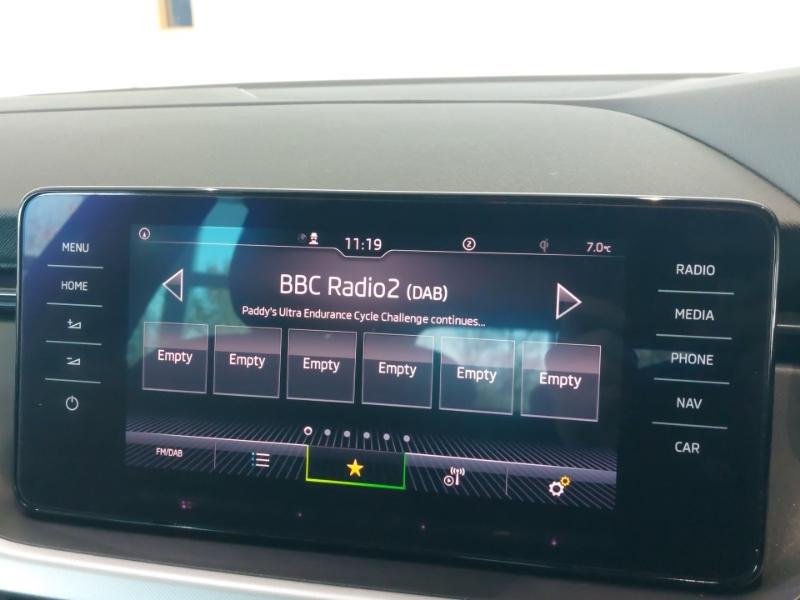 11:19
2
7.0°C
MENU
HOME
BBC Radio2 (DAB)
Paddy's Ultra Endurance Cycle Challenge continues...
Empty
Empty
Empty
Empty
Empty
Empty
FM/DAB
RADIO
MEDIA
PHONE
NAV
CAR